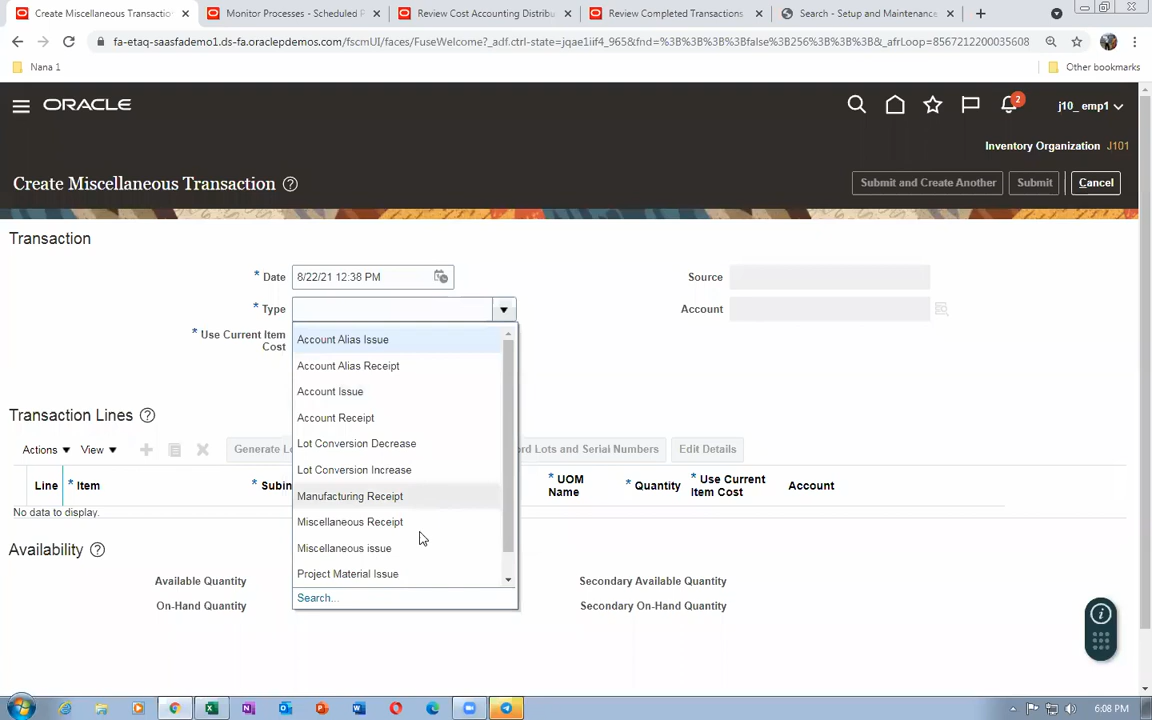 Create Miscellaneous Transactio
Monitor Processes - Scheduled P
Review Cost Accounting Distribu
Review Completed Transactions
Search - Setup and Maintenance
fa-etaq-saasfademo1.ds-fa.oraclepdemos.com/fscmUI/faces/FuseWelcome?_adf.ctrl-state=jqae1iif4_965&fnd=%3B%3B%3B%3Bfalse%3B256%3B%3B%3B&_afrLoop=8567212200035608
Nana 1
Other bookmarks
ORACLE
2
j10_ emp1
Inventory Organization J101
Create Miscellaneous Transaction
Submit and Create Another
Submit
Cancel
Transaction
* Date 8/22/21 12:38 PM
Source
* Type
Account
* Use Current Item
Cost
Account Alias Issue
Account Alias Receipt
Account Issue
Account Receipt
Lot Conversion Decrease
Lot Conversion Increase
Manufacturing Receipt
Miscellaneous Receipt
Miscellaneous issue
Project Material Issue
Search...
Transaction Lines
Actions View Generate Lo ord Lots and Serial Numbers Edit Details
Line * Item * Subin * UOM Name * Quantity * Use Current Item Cost Account
No data to display.
Availability
Available Quantity
Secondary Available Quantity
On-Hand Quantity
Secondary On-Hand Quantity
6:08 PM